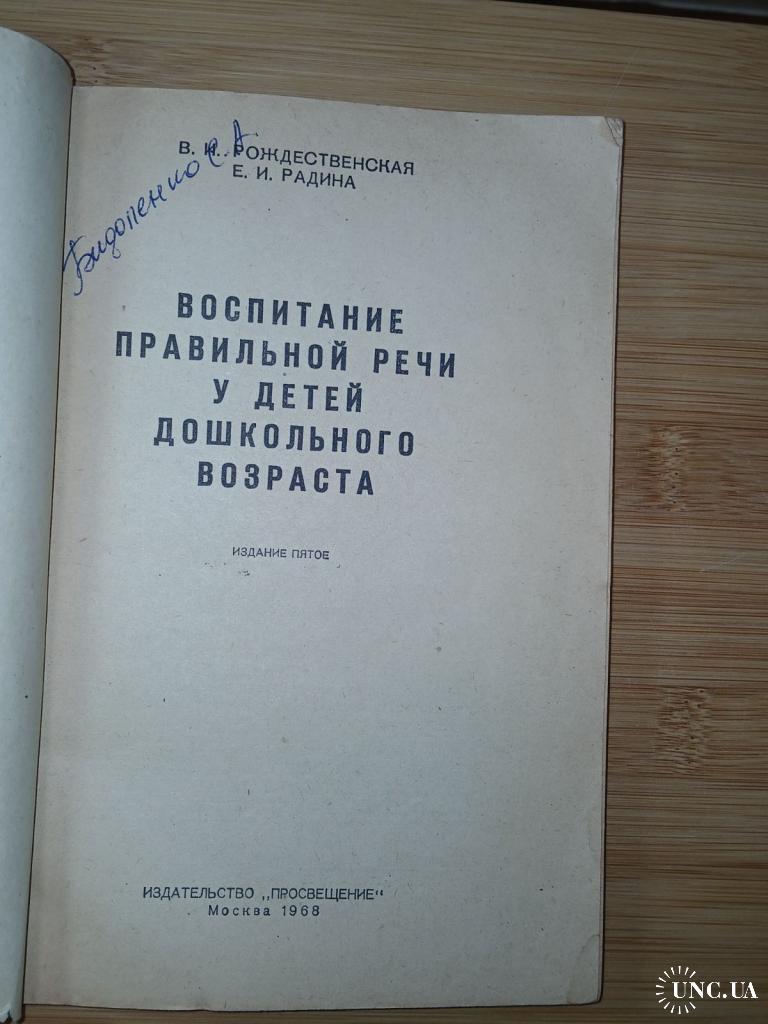 В. И. РОЖДЕСТВЕНСКАЯ
Е. И. РАДИНА
ВОСПИТАНИЕ
ПРАВИЛЬНОЙ РЕЧИ
У ДЕТЕЙ
ДОШКОЛЬНОГО
ВОЗРАСТА
ИЗДАНИЕ ПЯТОЕ
ИЗДАТЕЛЬСТВО „ПРОСВЕЩЕНИЕ“
Москва 1968
UNC.UA